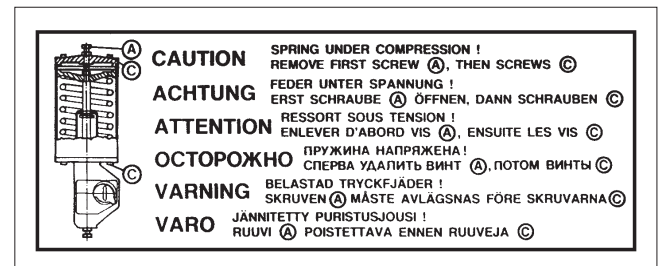 Ⓐ
Ⓒ
Ⓒ
CAUTION
SPRING UNDER COMPRESSION !
REMOVE FIRST SCREW Ⓐ, THEN SCREWS Ⓒ
ACHTUNG
FEDER UNTER SPANNUNG !
ERST SCHRAUBE Ⓐ ÖFFNEN, DANN SCHRAUBEN Ⓒ
ATTENTION
RESSORT SOUS TENSION !
ENLEVER D'ABORD VIS Ⓐ, ENSUITE LES VIS Ⓒ
ОСТОРОЖНО
ПРУЖИНА НАПРЯЖЕНА!
СПЕРВА УДАЛИТЬ ВИНТ Ⓐ, ПОТОМ ВИНТЫ Ⓒ
VARNING
BELASTAD TRYCKFJÄDER !
SKRUVEN Ⓐ MÅSTE AVLÄGSNAS FÖRE SKRUVARNA Ⓒ
VARO
JÄNNITETTY PURISTUSJOUSI !
RUUVI Ⓐ POISTETTAVA ENNEN RUUVEJA Ⓒ